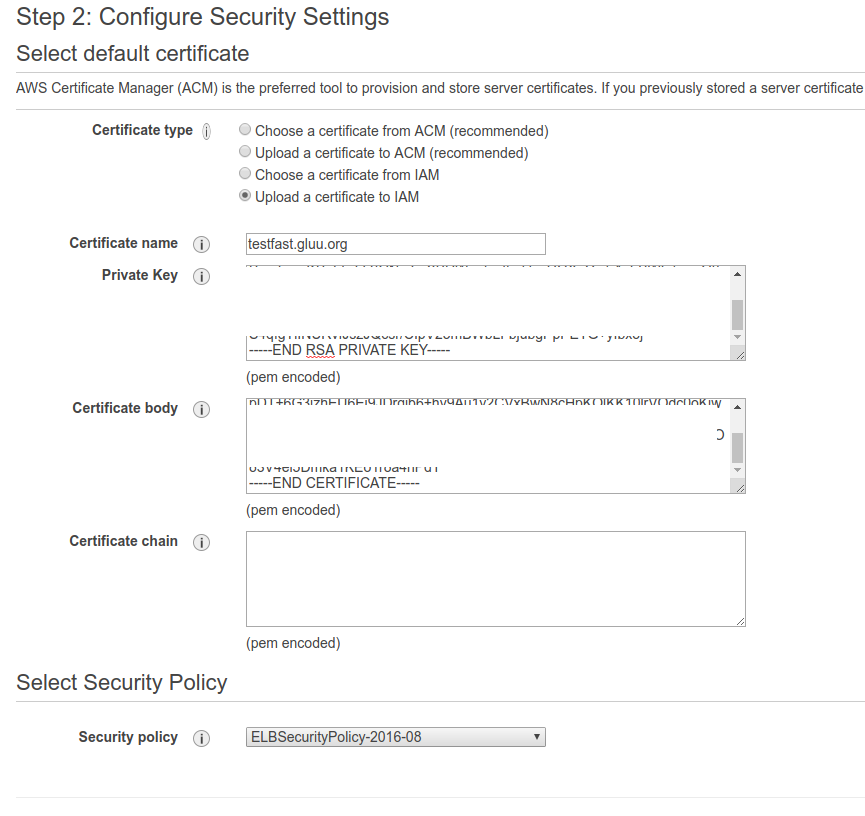 Step 2: Configure Security Settings
Select default certificate
AWS Certificate Manager (ACM) is the preferred tool to provision and store server certificates. If you previously stored a server certificate
Certificate type i
Choose a certificate from ACM (recommended)
Upload a certificate to ACM (recommended)
Choose a certificate from IAM
Upload a certificate to IAM
Certificate name i testfast.gluu.org
Private Key i
-----END RSA PRIVATE KEY-----
(pem encoded)
Certificate body i
-----END CERTIFICATE-----
(pem encoded)
Certificate chain i
(pem encoded)
Select Security Policy
Security policy i ELBSecurityPolicy-2016-08